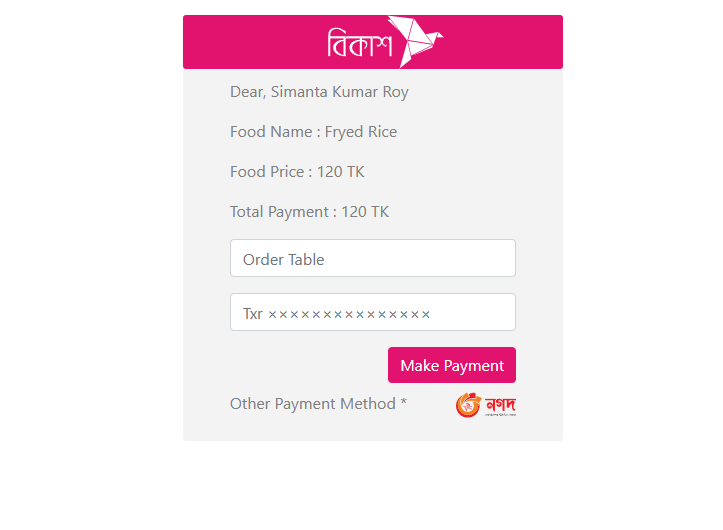 বিকাশ
Dear, Simanta Kumar Roy
Food Name : Fryed Rice
Food Price : 120 TK
Total Payment : 120 TK
Order Table
Txr ×××××××××××××××
Make Payment
Other Payment Method *
নগদ